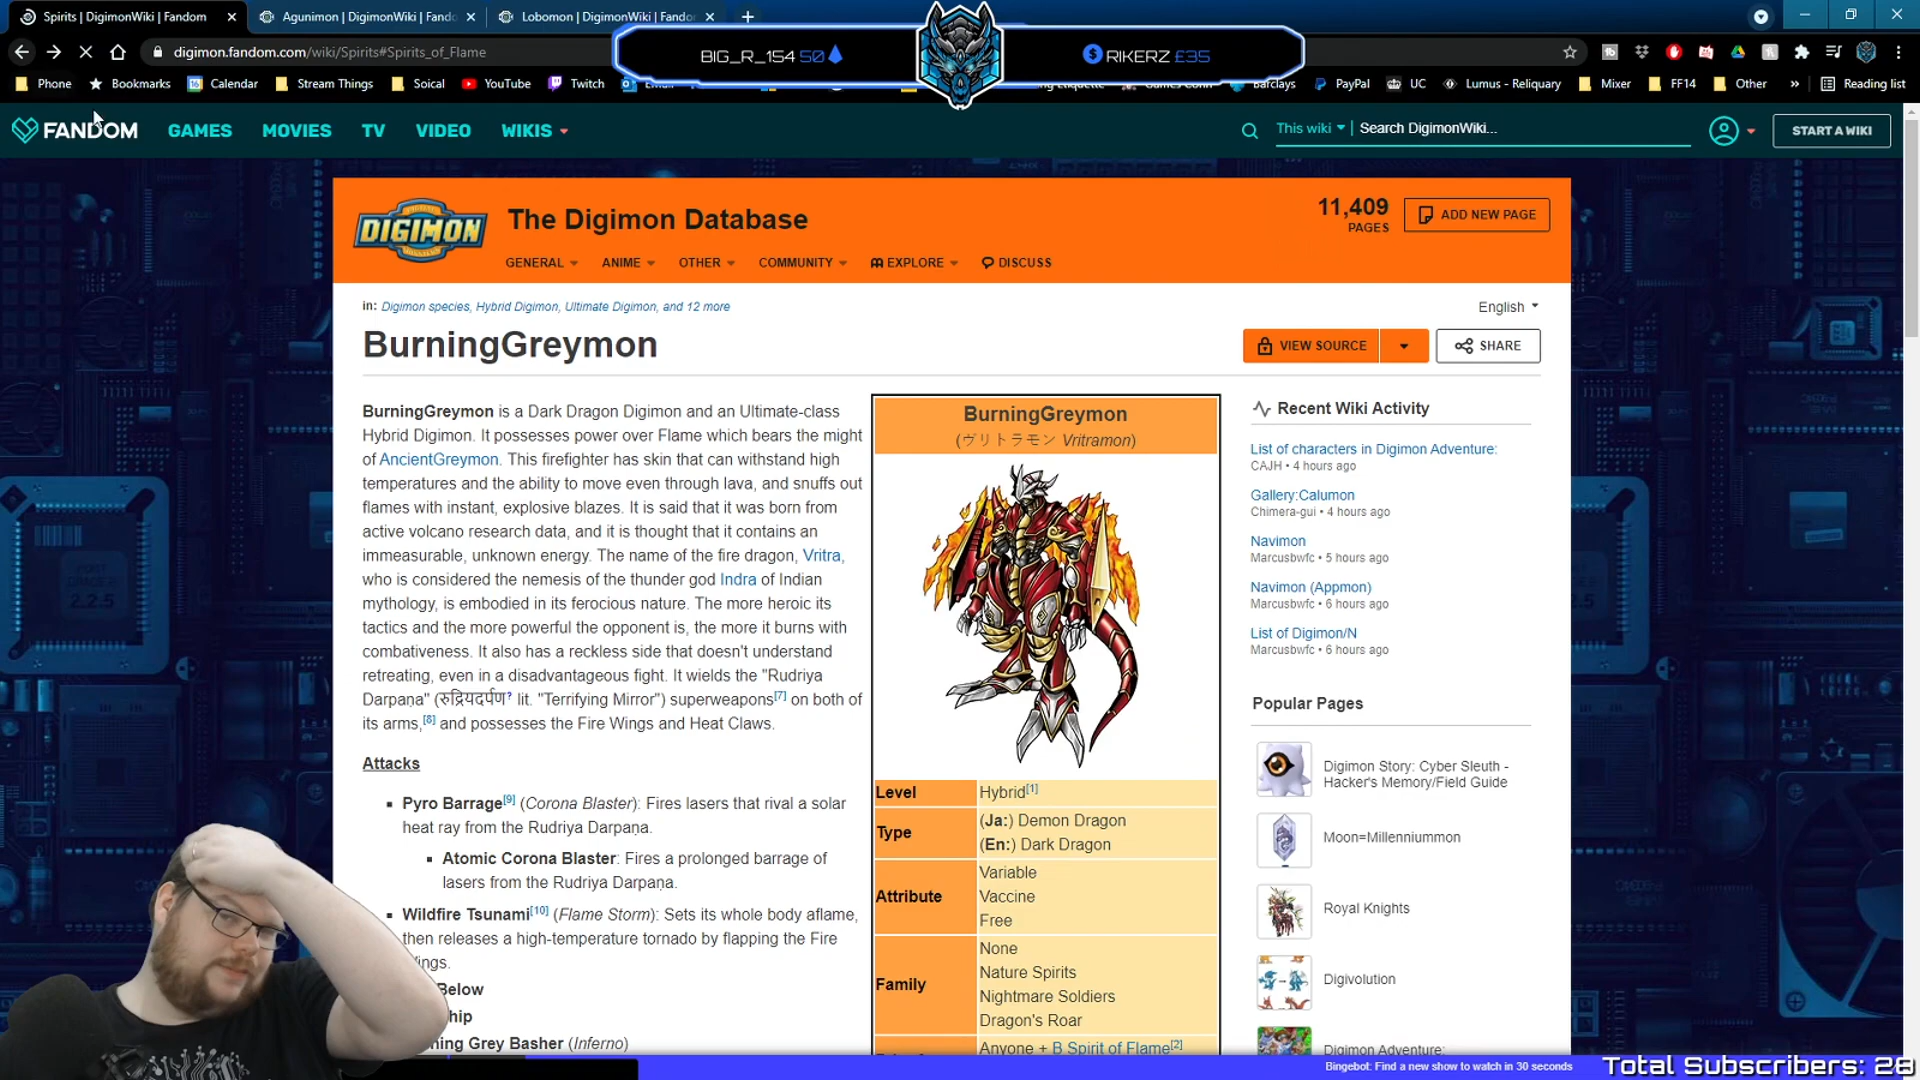 Spirits | DigimonWiki | Fandom
Agunimon | DigimonWiki | Fando
Lobomon | DigimonWiki | Fandor
digimon.fandom.com/wiki/Spirits#Spirits_of_Flame
BIG_R_154 50
RIKERZ £35
Phone
Bookmarks
Calendar
Stream Things
Soical
YouTube
Twitch
Barclays
PayPal
UC
Lumus - Reliquary
Mixer
FF14
Other
»
Reading list
FANDOM
GAMES
MOVIES
TV
VIDEO
WIKIS
This wiki
Search DigimonWiki...
START A WIKI
DIGIMON
The Digimon Database
11,409
PAGES
ADD NEW PAGE
GENERAL
ANIME
OTHER
COMMUNITY
EXPLORE
DISCUSS
in: Digimon species, Hybrid Digimon, Ultimate Digimon, and 12 more
English
BurningGreymon
VIEW SOURCE
SHARE
BurningGreymon is a Dark Dragon Digimon and an Ultimate-class
Hybrid Digimon. It possesses power over Flame which bears the might
of AncientGreymon. This firefighter has skin that can withstand high
temperatures and the ability to move even through lava, and snuffs out
flames with instant, explosive blazes. It is said that it was born from
active volcano research data, and it is thought that it contains an
immeasurable, unknown energy. The name of the fire dragon, Vritra,
who is considered the nemesis of the thunder god Indra of Indian
mythology, is embodied in its ferocious nature. The more heroic its
tactics and the more powerful the opponent is, the more it burns with
combativeness. It also has a reckless side that doesn't understand
retreating, even in a disadvantageous fight. It wields the "Rudriya
Darpaṇa" (रुद्रियदर्पण? lit. "Terrifying Mirror") superweapons[7] on both of
its arms,[8] and possesses the Fire Wings and Heat Claws.
Attacks
Pyro Barrage[9] (Corona Blaster): Fires lasers that rival a solar
heat ray from the Rudriya Darpaṇa.
Atomic Corona Blaster: Fires a prolonged barrage of
lasers from the Rudriya Darpaṇa.
Wildfire Tsunami[10] (Flame Storm): Sets its whole body aflame,
then releases a high-temperature tornado by flapping the Fire
ings.
Below
hip
ning Grey Basher (Inferno)
BurningGreymon
(ヴリトラモン Vritramon)
Level
Hybrid[1]
Type
(Ja:) Demon Dragon
(En:) Dark Dragon
Attribute
Variable
Vaccine
Free
Family
None
Nature Spirits
Nightmare Soldiers
Dragon's Roar
Anyone + B Spirit of Flame[2]
Recent Wiki Activity
List of characters in Digimon Adventure:
CAJH • 4 hours ago
Gallery:Calumon
Chimera-gui • 4 hours ago
Navimon
Marcusbwfc • 5 hours ago
Navimon (Appmon)
Marcusbwfc • 6 hours ago
List of Digimon/N
Marcusbwfc • 6 hours ago
Popular Pages
Digimon Story: Cyber Sleuth -
Hacker's Memory/Field Guide
Moon=Millenniummon
Royal Knights
Digivolution
Digimon Adventure:
Bingebot: Find a new show to watch in 30 seconds
Total Subscribers: 28
2.2.5